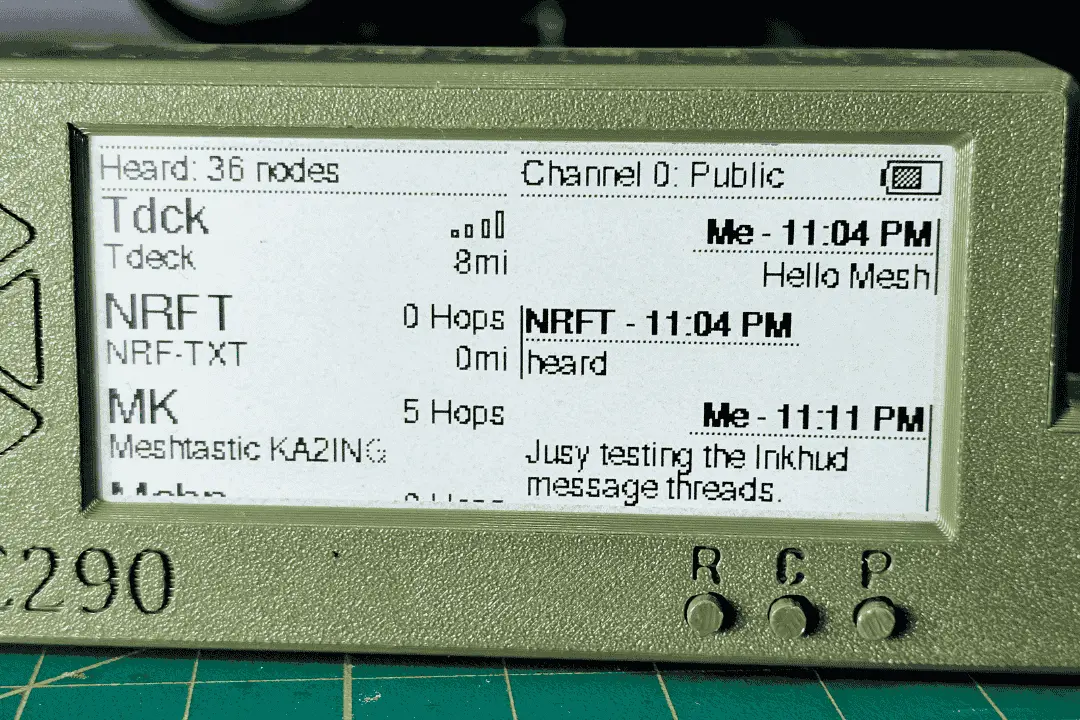 Heard: 36 nodes
Tdck
Tdeck
8mi
NRFT
0 Hops
NRF-TXT
0mi
MK
5 Hops
Meshtastic KA2ING
Channel 0: Public
Me - 11:04 PM
Hello Mesh
NRFT - 11:04 PM
heard
Me - 11:11 PM
Jusy testing the Inkhud
message threads.
290
R C P